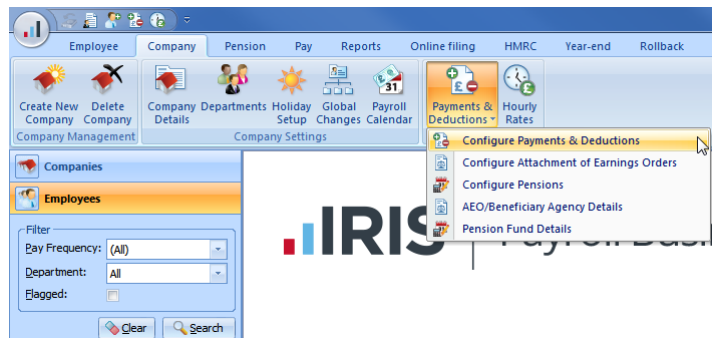 Employee Company Pension Pay Reports Online filing HMRC Year-end Rollback
Create New Delete Company Departments Holiday Global Payroll Payments & Hourly
Company Company Details Setup Changes Calendar Deductions Rates
Company Management Company Settings
31
Configure Payments & Deductions
Configure Attachment of Earnings Orders
Configure Pensions
AEO/Beneficiary Agency Details
Pension Fund Details
Companies
Employees
Filter
Pay Frequency: (All)
Department: All
Flagged:
Clear Search
IRIS Payroll